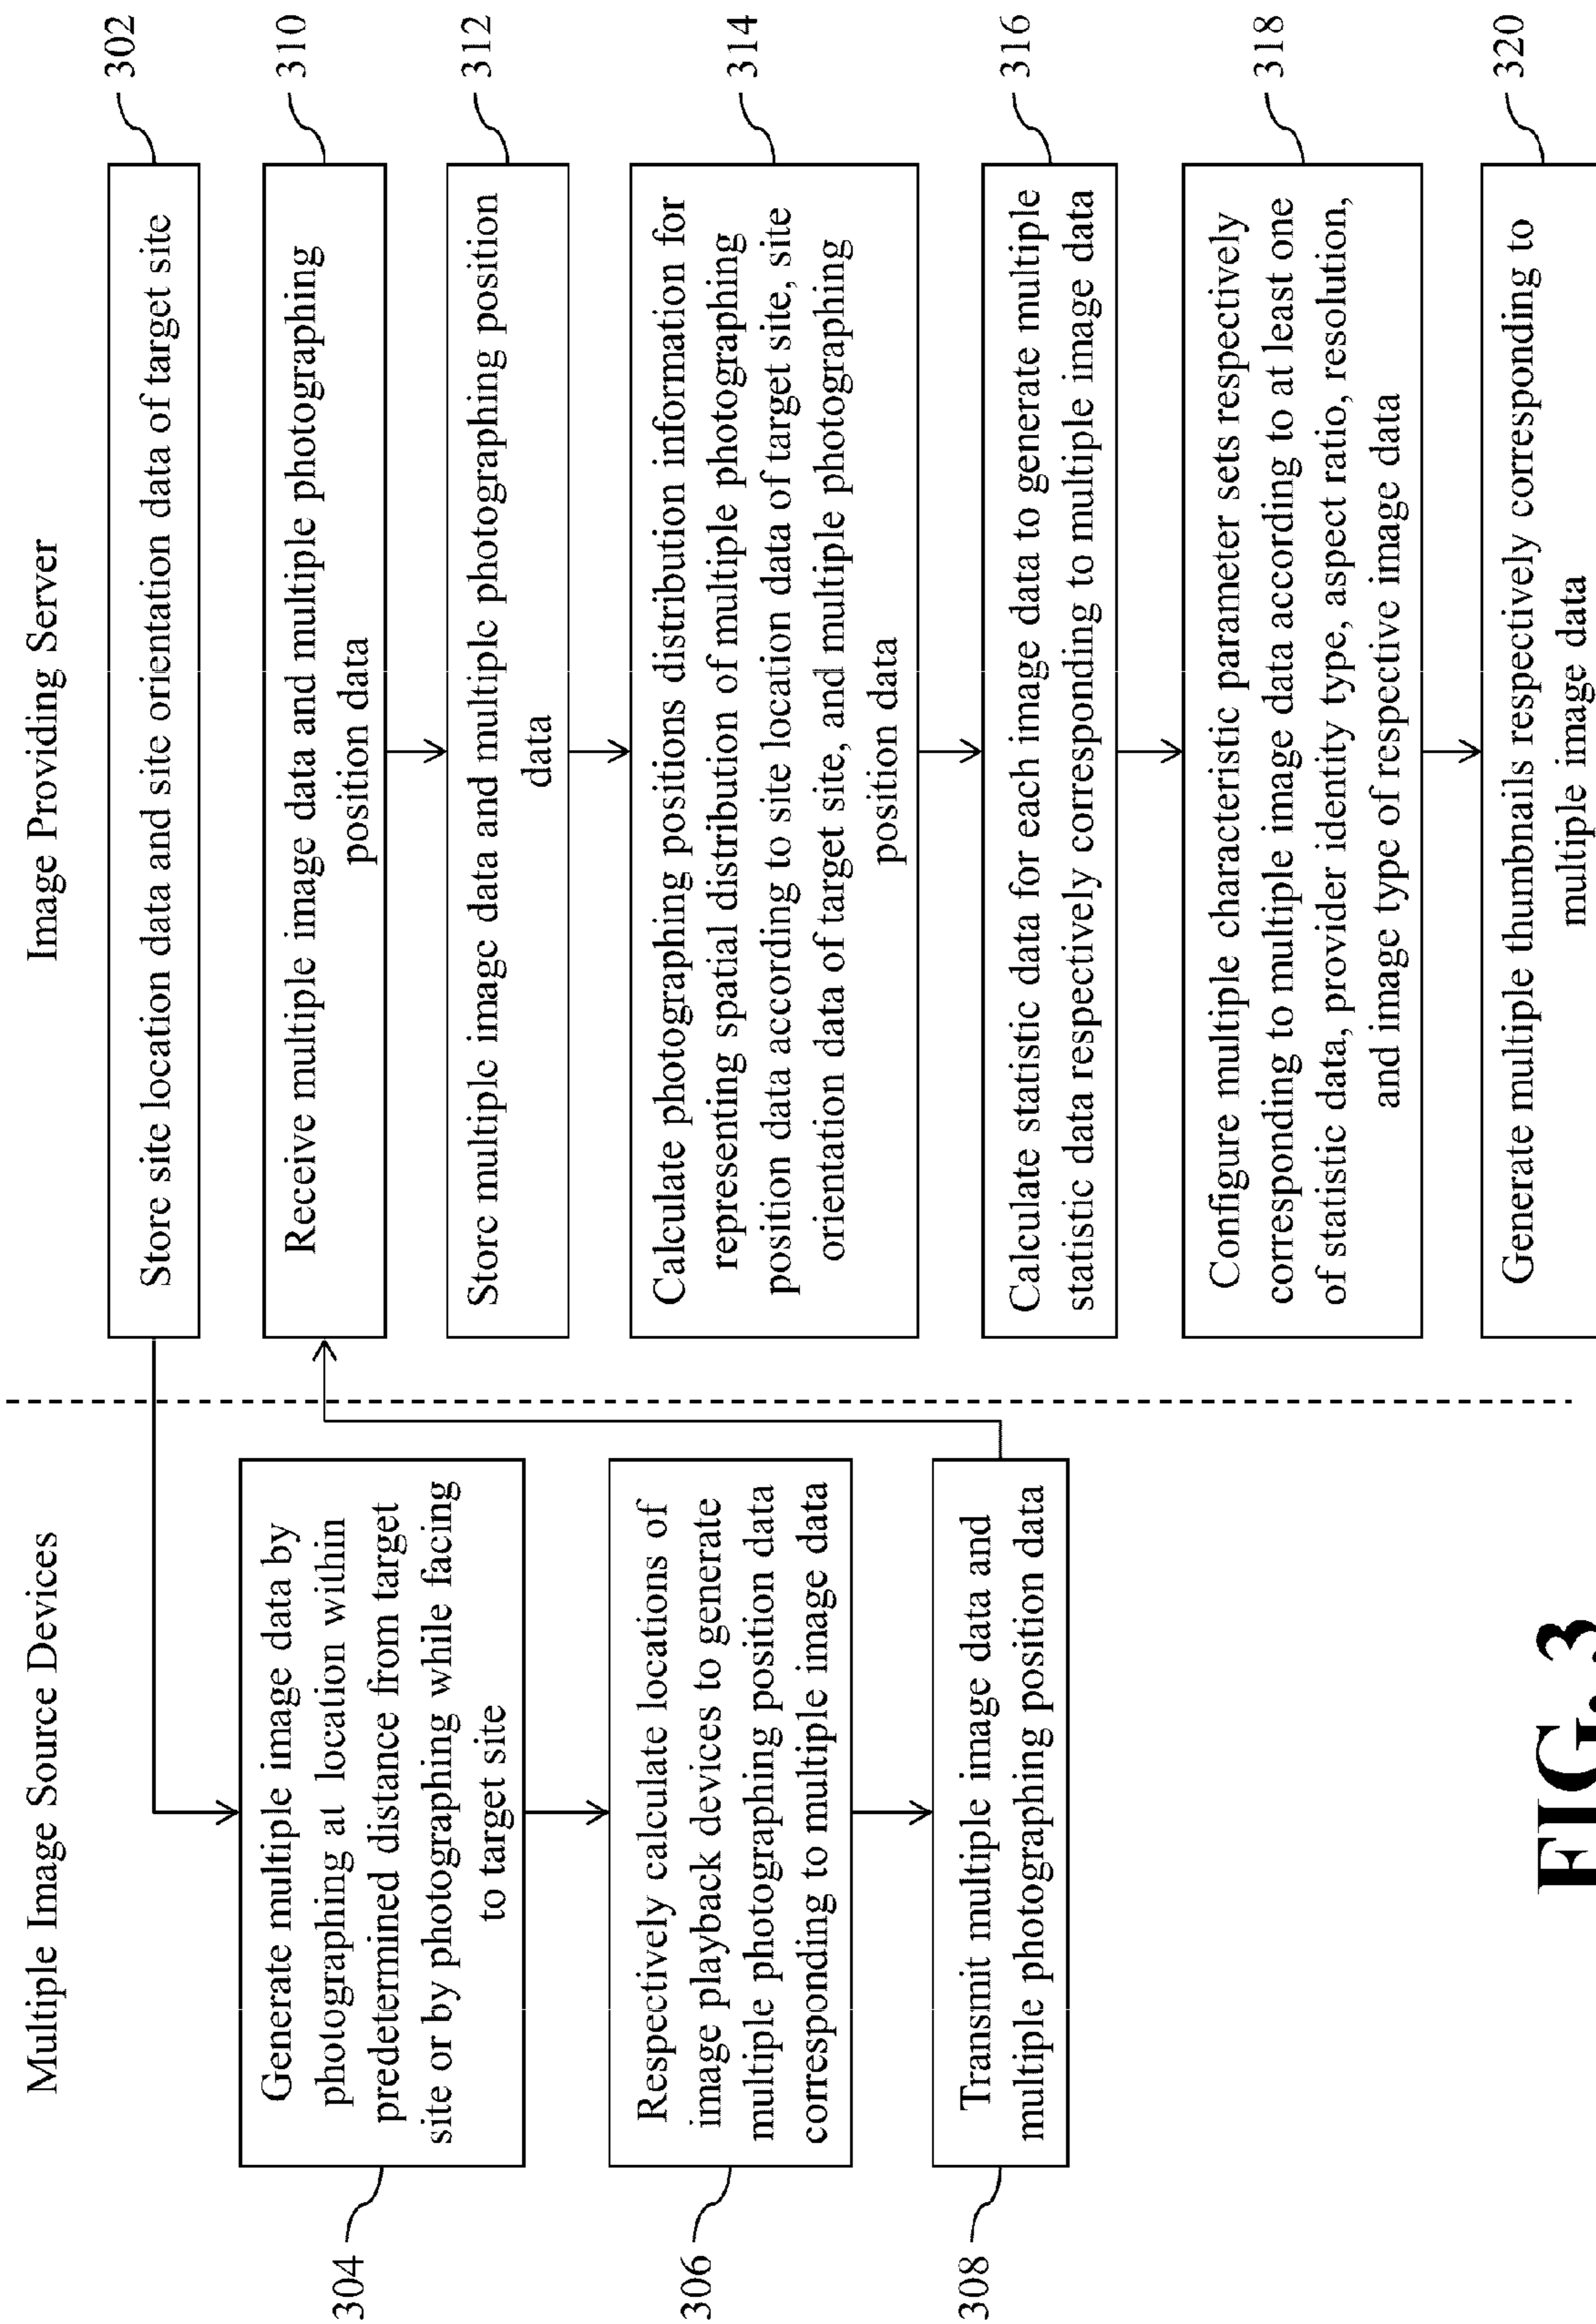 Multiple Image Source Devices
Image Providing Server
Store site location data and site orientation data of target site
302
304
Generate multiple image data by
photographing at location within
predetermined distance from target
site or by photographing while facing
to target site
306
Respectively calculate locations of
image playback devices to generate
multiple photographing position data
corresponding to multiple image data
308
Transmit multiple image data and
multiple photographing position data
Receive multiple image data and multiple photographing
position data
310
Store multiple image data and multiple photographing position
data
312
Calculate photographing positions distribution information for
representing spatial distribution of multiple photographing
position data according to site location data of target site, site
orientation data of target site, and multiple photographing
position data
314
Calculate statistic data for each image data to generate multiple
statistic data respectively corresponding to multiple image data
316
Configure multiple characteristic parameter sets respectively
corresponding to multiple image data according to at least one
of statistic data, provider identity type, aspect ratio, resolution,
and image type of respective image data
318
Generate multiple thumbnails respectively corresponding to
multiple image data
320
FIG. 3